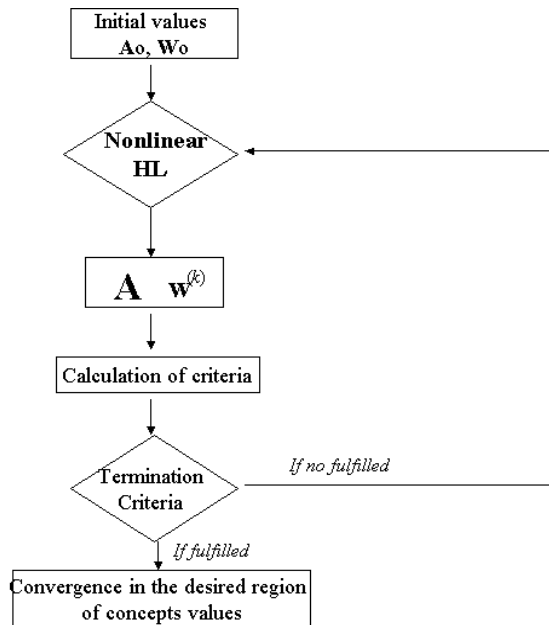 Initial values
Ao, Wo
Nonlinear
HL
A w(k)
Calculation of criteria
Termination
Criteria
If no fulfilled
If fulfilled
Convergence in the desired region
of concepts values